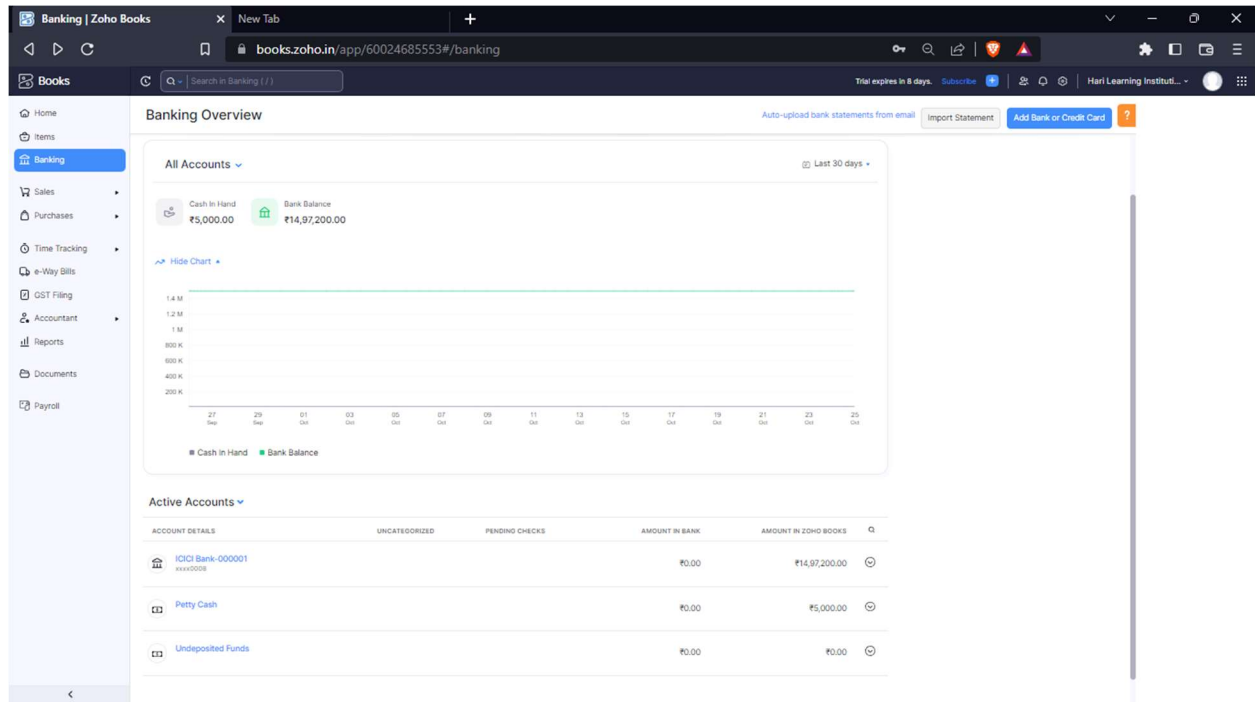 Banking | Zoho Books
New Tab
books.zoho.in/app/60024685553#/banking
Books
Search in Banking ( / )
Trial expires in 8 days.
Subscribe
Hari Learning Instituti...
Home
Items
Banking
Sales
Purchases
Time Tracking
e-Way Bills
GST Filing
Accountant
Reports
Documents
Payroll
Banking Overview
Auto-upload bank statements from email
Import Statement
Add Bank or Credit Card
?
All Accounts
Last 30 days
Cash In Hand
₹5,000.00
Bank Balance
₹14,97,200.00
Hide Chart
1.4 M
1.2 M
1 M
800 K
600 K
400 K
200 K
27 29 01 03 05 07 09 11 13 15 17 19 21 23 25
Sep Sep Oct Oct Oct Oct Oct Oct Oct Oct Oct Oct Oct Oct Oct
Cash in Hand Bank Balance
Active Accounts
ACCOUNT DETAILS UNCATEGORIZED PENDING CHECKS AMOUNT IN BANK AMOUNT IN ZOHO BOOKS
ICICI Bank-000001 ₹0.00 ₹14,97,200.00
xxxx0008
Petty Cash ₹0.00 ₹5,000.00
Undeposited Funds ₹0.00 ₹0.00